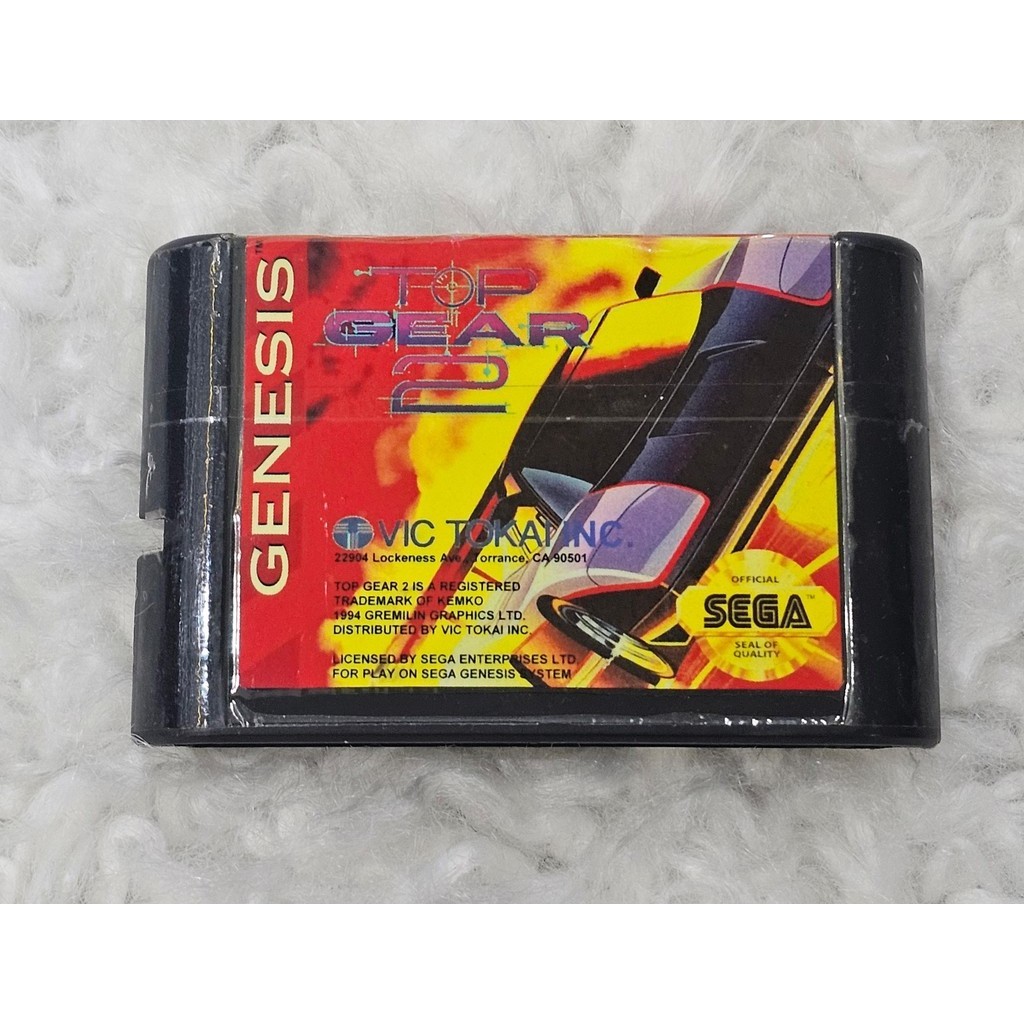 GENESIS™
TOP
GEAR
2
VIC TOKAI INC.
22904 Lockeness Ave., Torrance, CA 90501
TOP GEAR 2 IS A REGISTERED
TRADEMARK OF KEMKO
1994 GREMILIN GRAPHICS LTD.
DISTRIBUTED BY VIC TOKAI INC.
LICENSED BY SEGA ENTERPRISES LTD.
FOR PLAY ON SEGA GENESIS SYSTEM
OFFICIAL
SEGA™
SEAL OF
QUALITY